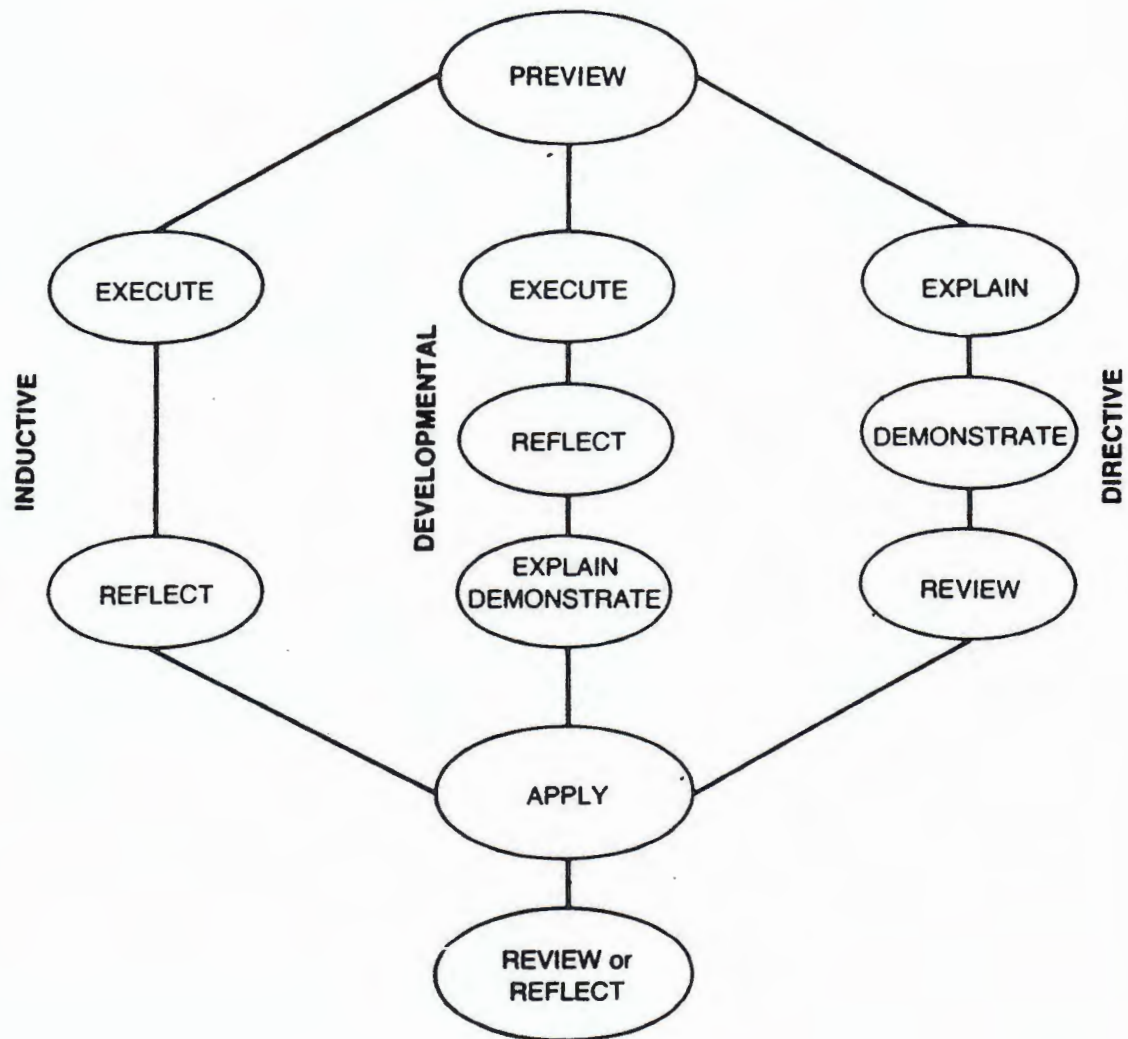 PREVIEW
INDUCTIVE
EXECUTE
REFLECT
DEVELOPMENTAL
EXECUTE
REFLECT
EXPLAIN
DEMONSTRATE
EXPLAIN
DEMONSTRATE
REVIEW
DIRECTIVE
APPLY
REVIEW or
REFLECT